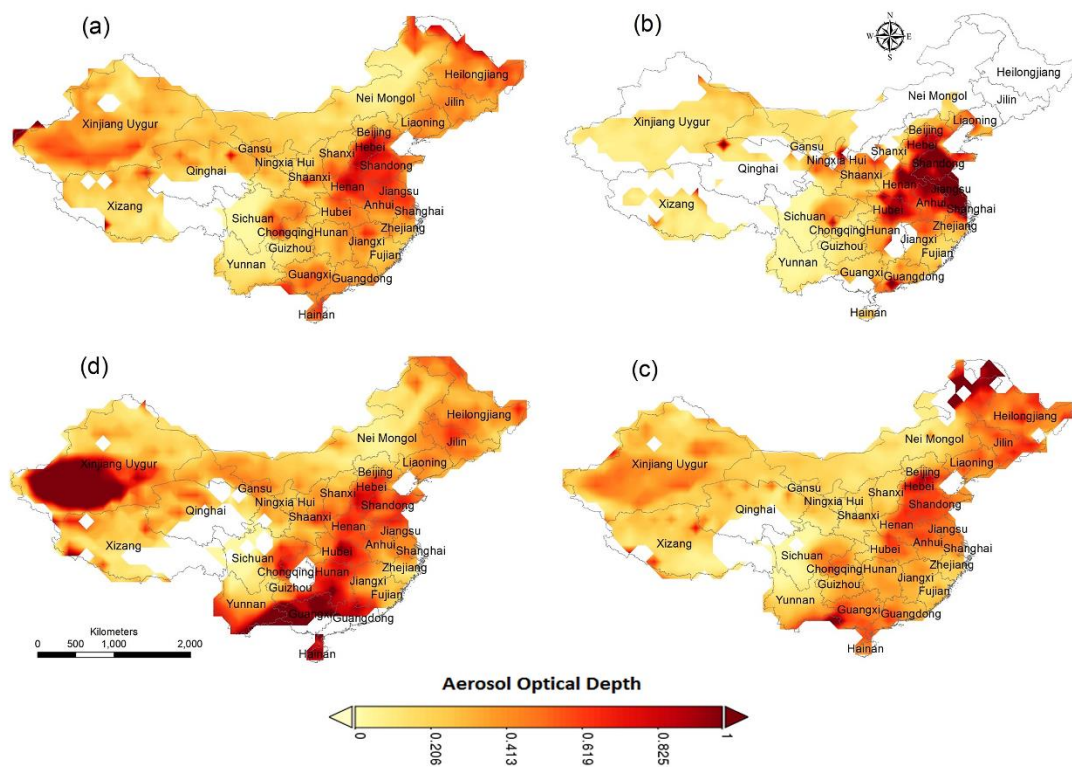 (a)
Heilongjiang
Nei Mongol
Jilin
Xinjiang Uygur
Liaoning
Beijing
Hebei
Gansu
Shanxi
Ningxia Hui
Shandong
Qinghai
Shaanxi
Henan
Jiangsu
Xizang
Anhui
Sichuan
Hubei
Shanghai
Chongqing
Hunan
Zhejiang
Guizhou
Jiangxi
Yunnan
Fujian
Guangxi
Guangdong
Hainan
(b)
N
W E
S
Heilongjiang
Nei Mongol
Jilin
Xinjiang Uygur
Liaoning
Beijing
Hebei
Gansu
Shanxi
Ningxia Hui
Shandong
Qinghai
Shaanxi
Henan
Jiangsu
Xizang
Anhui
Sichuan
Hubei
Shanghai
Chongqing
Hunan
Zhejiang
Guizhou
Jiangxi
Yunnan
Fujian
Guangxi
Guangdong
Hainan
(d)
Heilongjiang
Nei Mongol
Jilin
Xinjiang Uygur
Liaoning
Beijing
Hebei
Gansu
Shanxi
Ningxia Hui
Shandong
Qinghai
Shaanxi
Henan
Jiangsu
Xizang
Anhui
Sichuan
Hubei
Shanghai
Chongqing
Hunan
Zhejiang
Guizhou
Jiangxi
Yunnan
Fujian
Guangxi
Guangdong
Hainan
Kilometers
0 500 1,000 2,000
(c)
Heilongjiang
Nei Mongol
Jilin
Xinjiang Uygur
Liaoning
Beijing
Hebei
Gansu
Shanxi
Ningxia Hui
Shandong
Qinghai
Shaanxi
Henan
Jiangsu
Xizang
Anhui
Sichuan
Hubei
Shanghai
Chongqing
Hunan
Zhejiang
Guizhou
Jiangxi
Yunnan
Fujian
Guangxi
Guangdong
Hainan
Aerosol Optical Depth
0 0.206 0.413 0.619 0.825 1